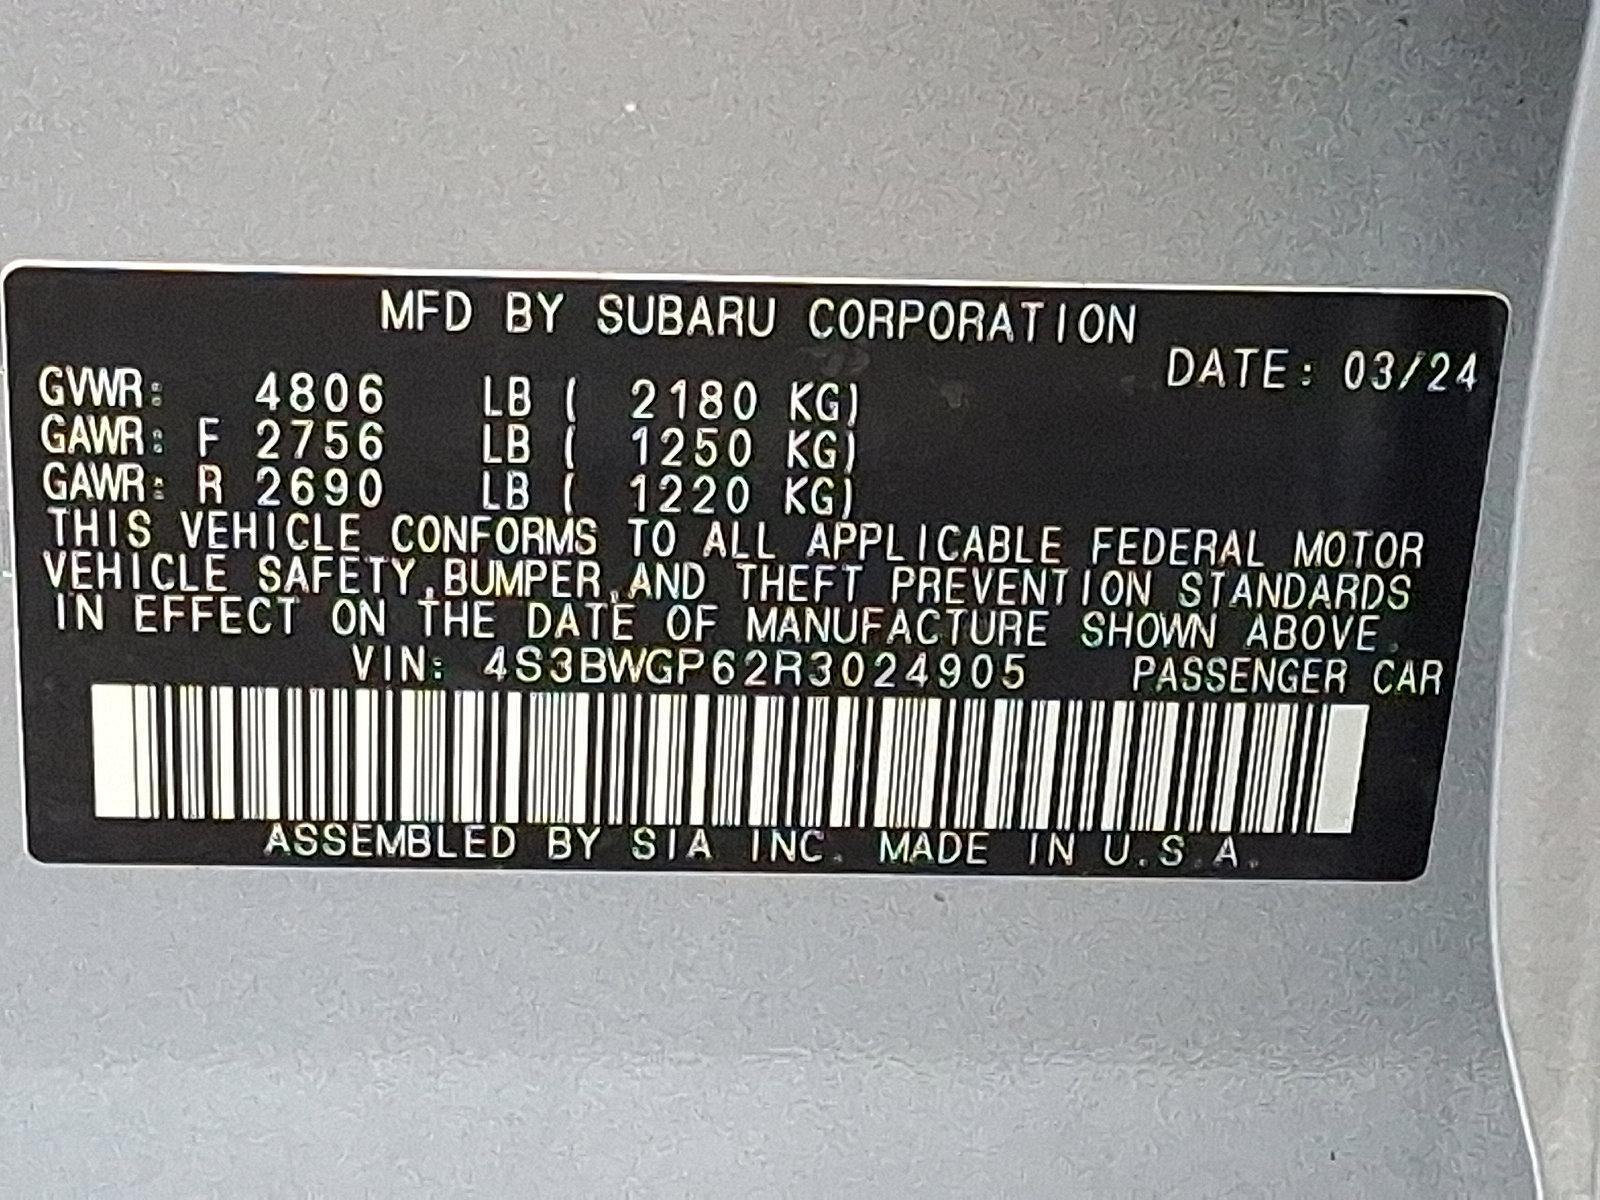 MFD BY SUBARU CORPORATION
DATE: 03/24
GVWR: 4806 LB ( 2180 KG)
GAWR: F 2756 LB ( 1250 KG)
GAWR: R 2690 LB ( 1220 KG)
THIS VEHICLE CONFORMS TO ALL APPLICABLE FEDERAL MOTOR
VEHICLE SAFETY,BUMPER,AND THEFT PREVENTION STANDARDS
IN EFFECT ON THE DATE OF MANUFACTURE SHOWN ABOVE.
VIN: 4S3BWGP62R3024905 PASSENGER CAR
ASSEMBLED BY SIA INC. MADE IN U.S.A.